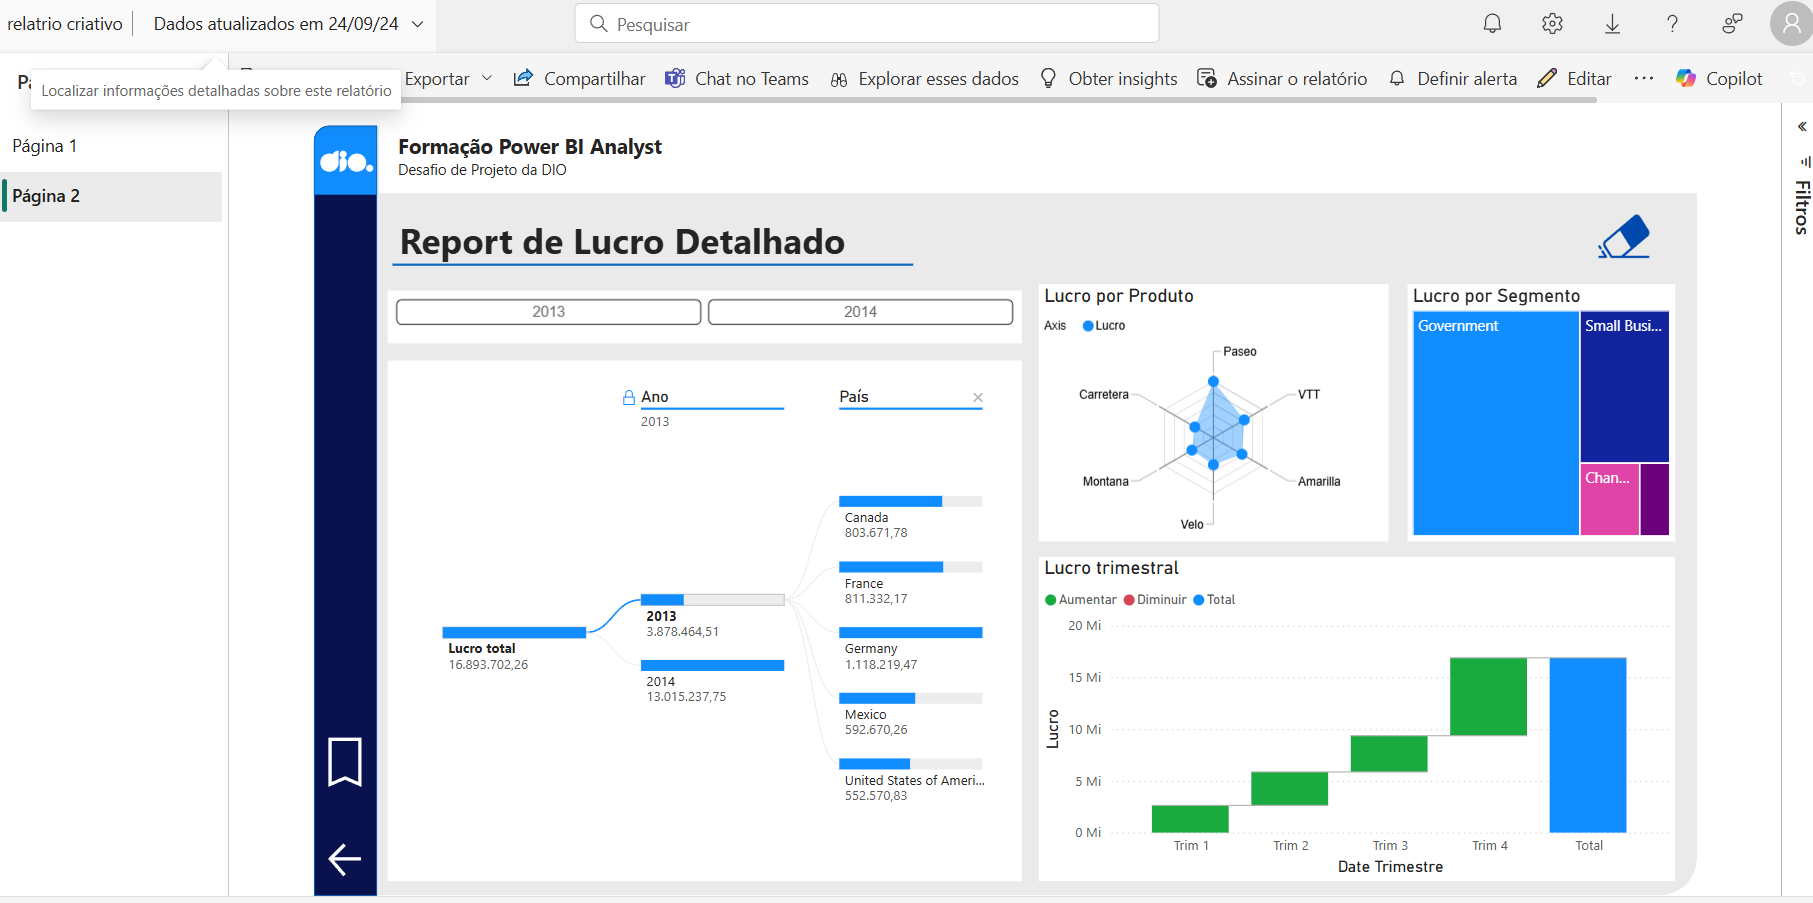 relatrio criativo
Dados atualizados em 24/09/24
Pesquisar
Localizar informações detalhadas sobre este relatório
Exportar
Compartilhar
Chat no Teams
Explorar esses dados
Obter insights
Assinar o relatório
Definir alerta
Editar
Copilot
Página 1
Página 2
Filtros
dio.
Formação Power BI Analyst
Desafio de Projeto da DIO
Report de Lucro Detalhado
2013
2014
Ano
2013
País
Lucro total
16.893.702,26
2013
3.878.464,51
2014
13.015.237,75
Canada
803.671,78
France
811.332,17
Germany
1.118.219,47
Mexico
592.670,26
United States of Ameri...
552.570,83
Lucro por Produto
Axis
Lucro
Paseo
VTT
Amarilla
Velo
Montana
Carretera
Lucro por Segmento
Government
Small Busi...
Chan...
Lucro trimestral
Aumentar
Diminuir
Total
20 Mi
15 Mi
10 Mi
5 Mi
0 Mi
Lucro
Trim 1
Trim 2
Trim 3
Trim 4
Total
Date Trimestre